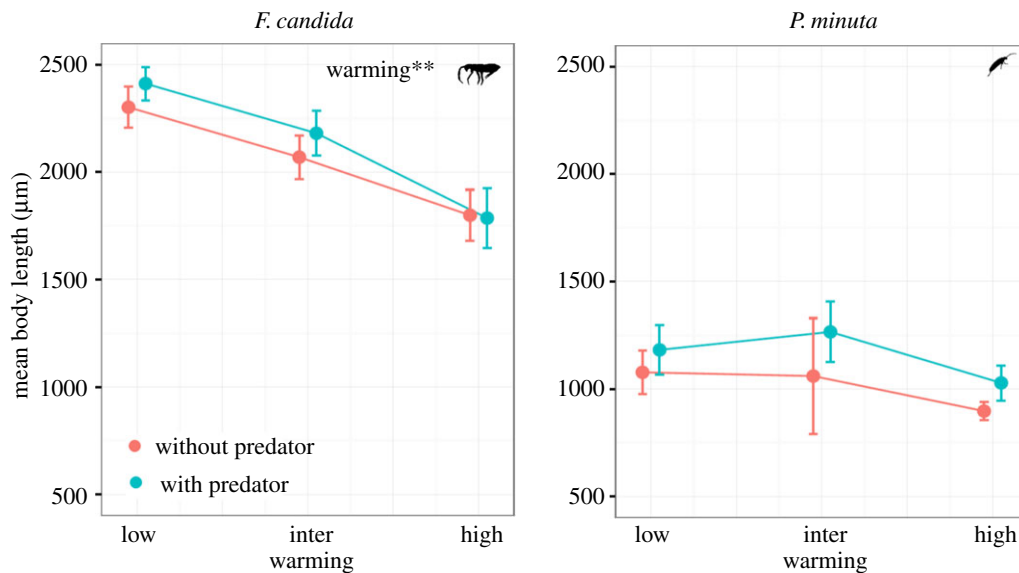 F. candida
P. minuta
warming**
mean body length (μm)
2500
2000
1500
1000
500
without predator
with predator
low
inter
high
warming
2500
2000
1500
1000
500
low
inter
high
warming